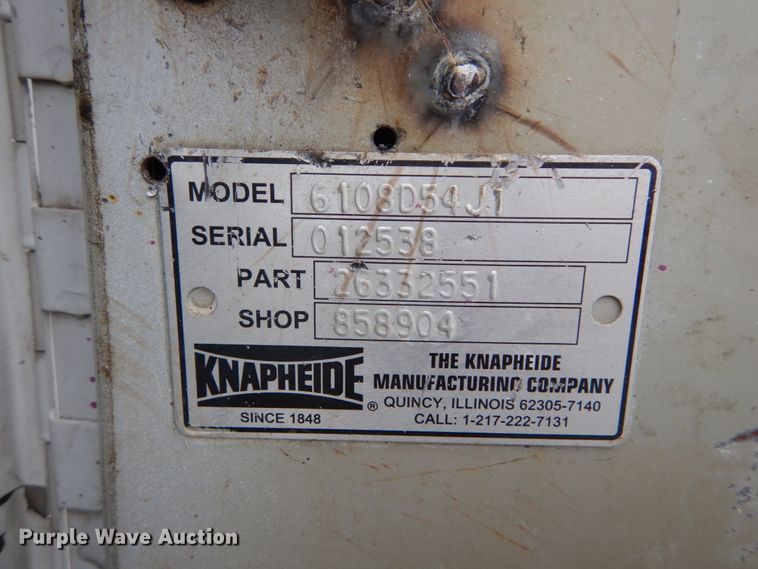 MODEL 6108D54J1
SERIAL 012538
PART 26332551
SHOP 858904
KNAPHEIDE ®
SINCE 1848
THE KNAPHEIDE
MANUFACTURING COMPANY
QUINCY, ILLINOIS 62305-7140
CALL: 1-217-222-7131
Purple Wave Auction